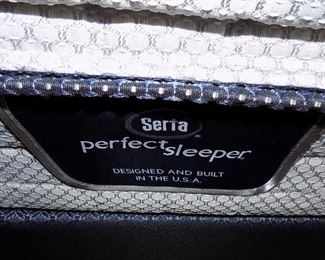 Serta®
perfect sleeper®
DESIGNED AND BUILT
IN THE U.S.A.